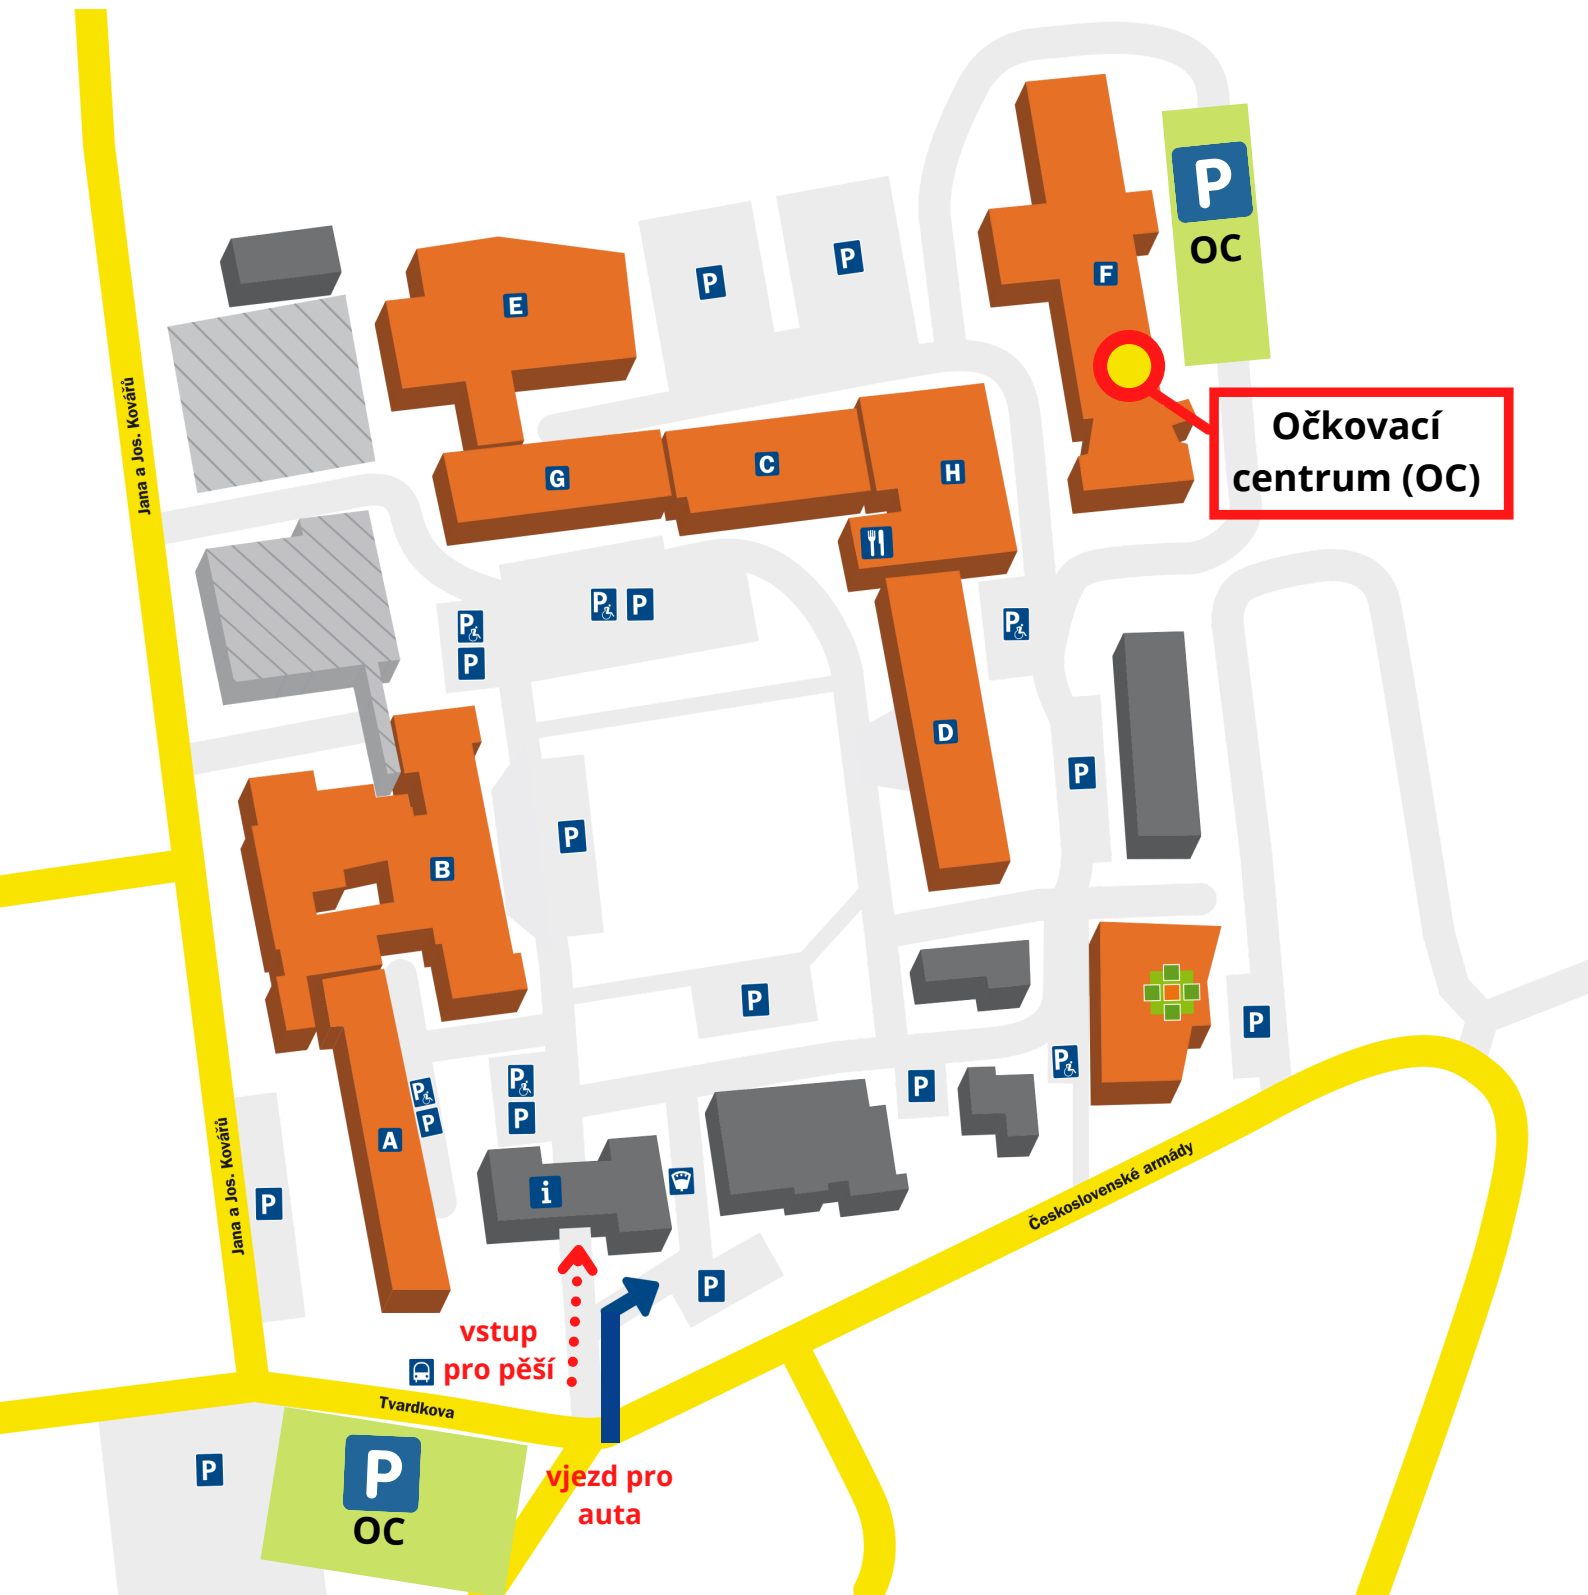 P
OC
P
P
F
E
Očkovací
centrum (OC)
Jana a Jos. Kovářů
G
C
H
P
P
P
P
P
D
P
P
B
P
P
P
P
P
P
P
A
Jana a Jos. Kovářů
P
i
Československé armády
P
vstup
pro pěší
Tvardkova
P
P
OC
vjezd pro
auta